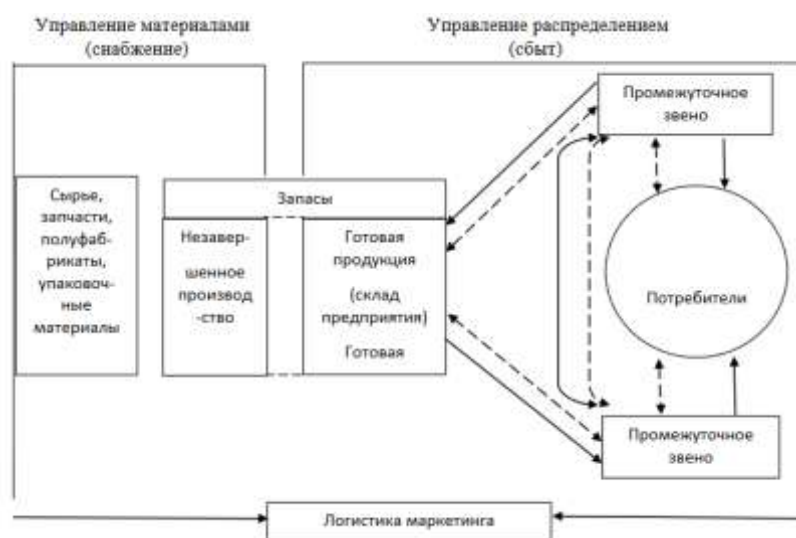 Управление материалами
(снабжение)
Управление распределением
(сбыт)
Промежуточное
звено
Сырье,
запчасти,
полуфаб-
рикаты,
упаковоч-
ные
материалы
Запасы
Незавер-
шенное
производ
-ство
Готовая
продукция
(склад
предприятия)
Готовая
Потребители
Промежуточное
звено
Логистика маркетинга